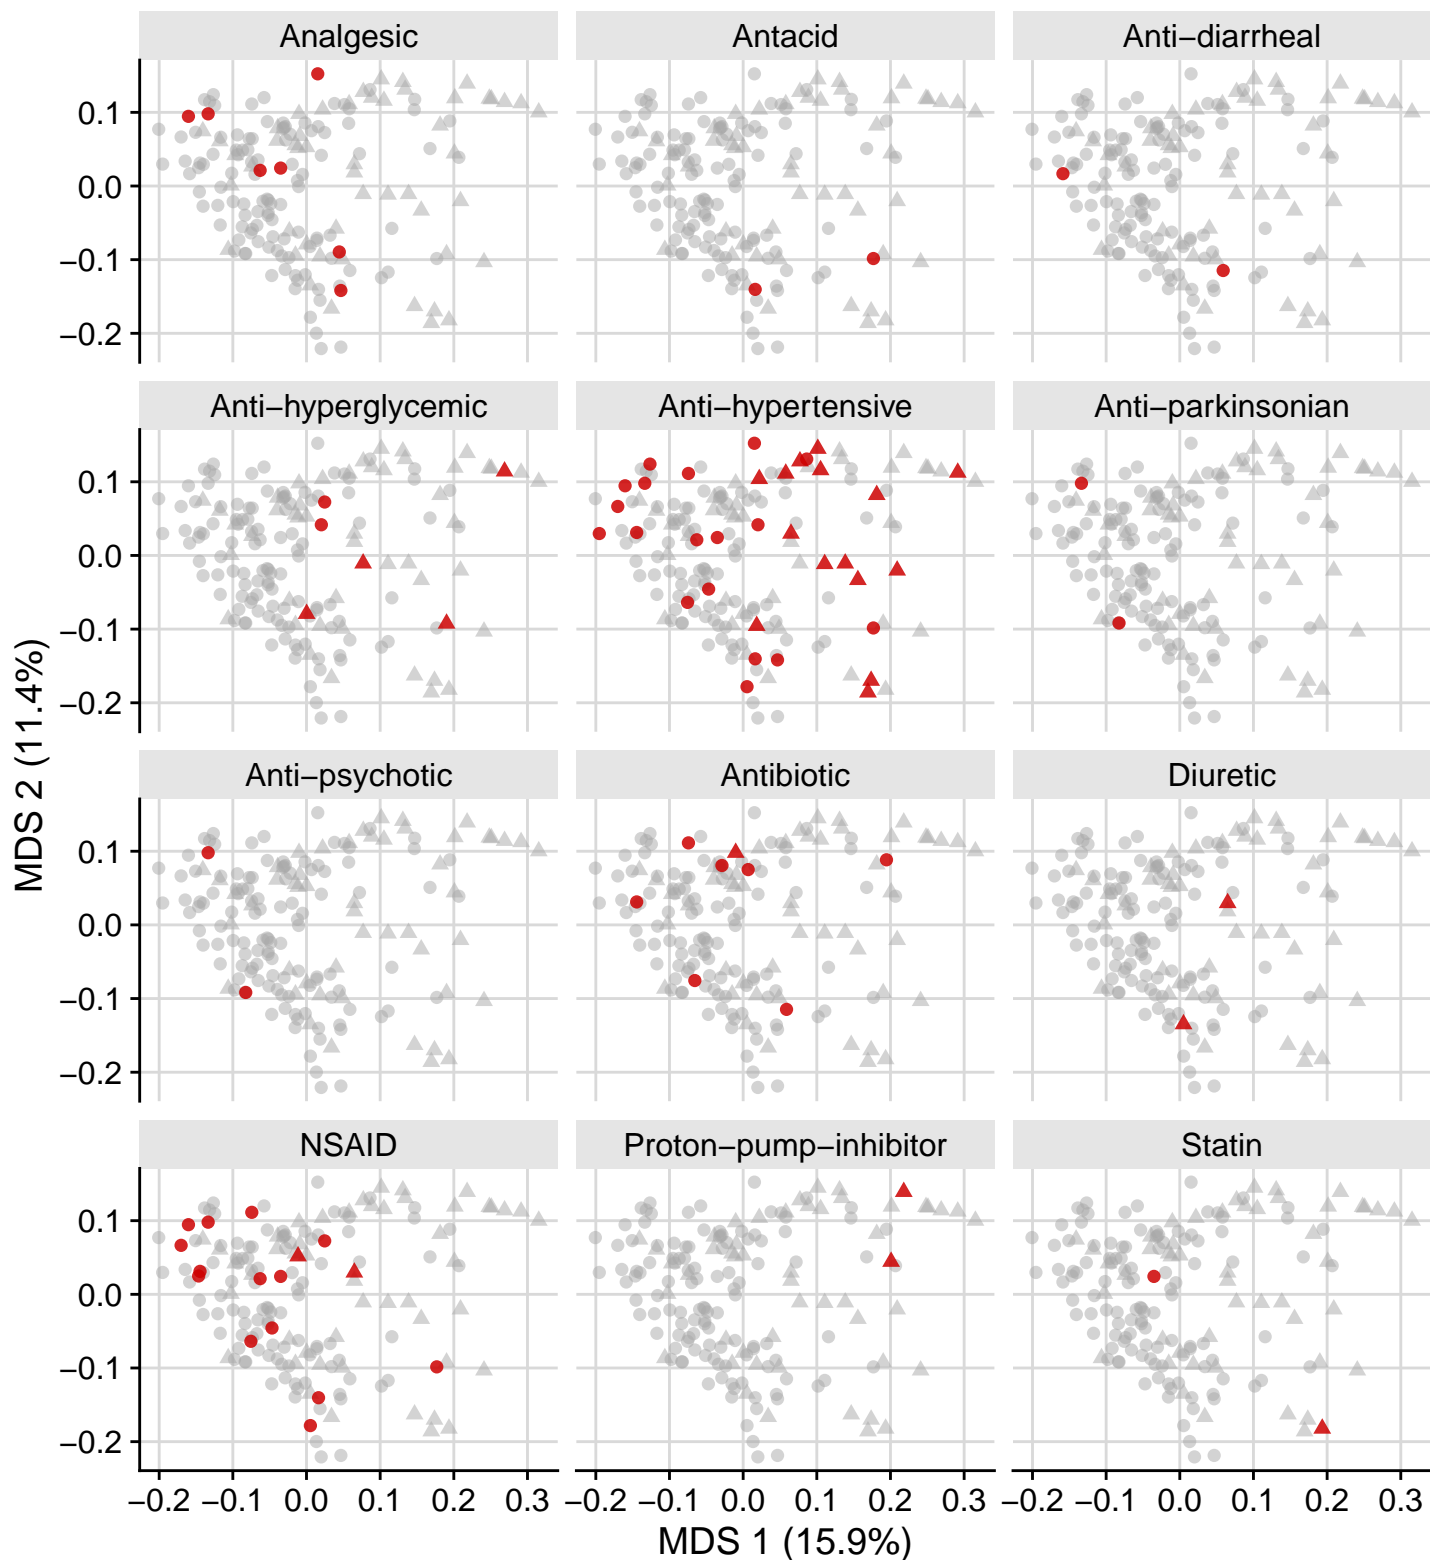 Analgesic Antacid Anti−diarrheal
0.1
0.0
−0.1
−0.2
Anti−hyperglycemic Anti−hypertensive Anti−parkinsonian
0.1
0.0
−0.1
−0.2
Anti−psychotic Antibiotic Diuretic
0.1
0.0
−0.1
−0.2
NSAID Proton−pump−inhibitor Statin
0.1
0.0
−0.1
−0.2
−0.2 −0.1 0.0 0.1 0.2 0.3 −0.2 −0.1 0.0 0.1 0.2 0.3 −0.2 −0.1 0.0 0.1 0.2 0.3
MDS 1 (15.9%)
MDS 2 (11.4%)